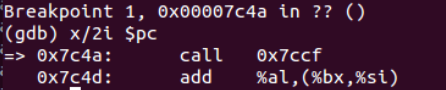 Breakpoint 1, 0x00007c4a in ?? ()
(gdb) x/2i $pc
=> 0x7c4a:      call   0x7ccf
   0x7c4d:      add    %al,(%bx,%si)